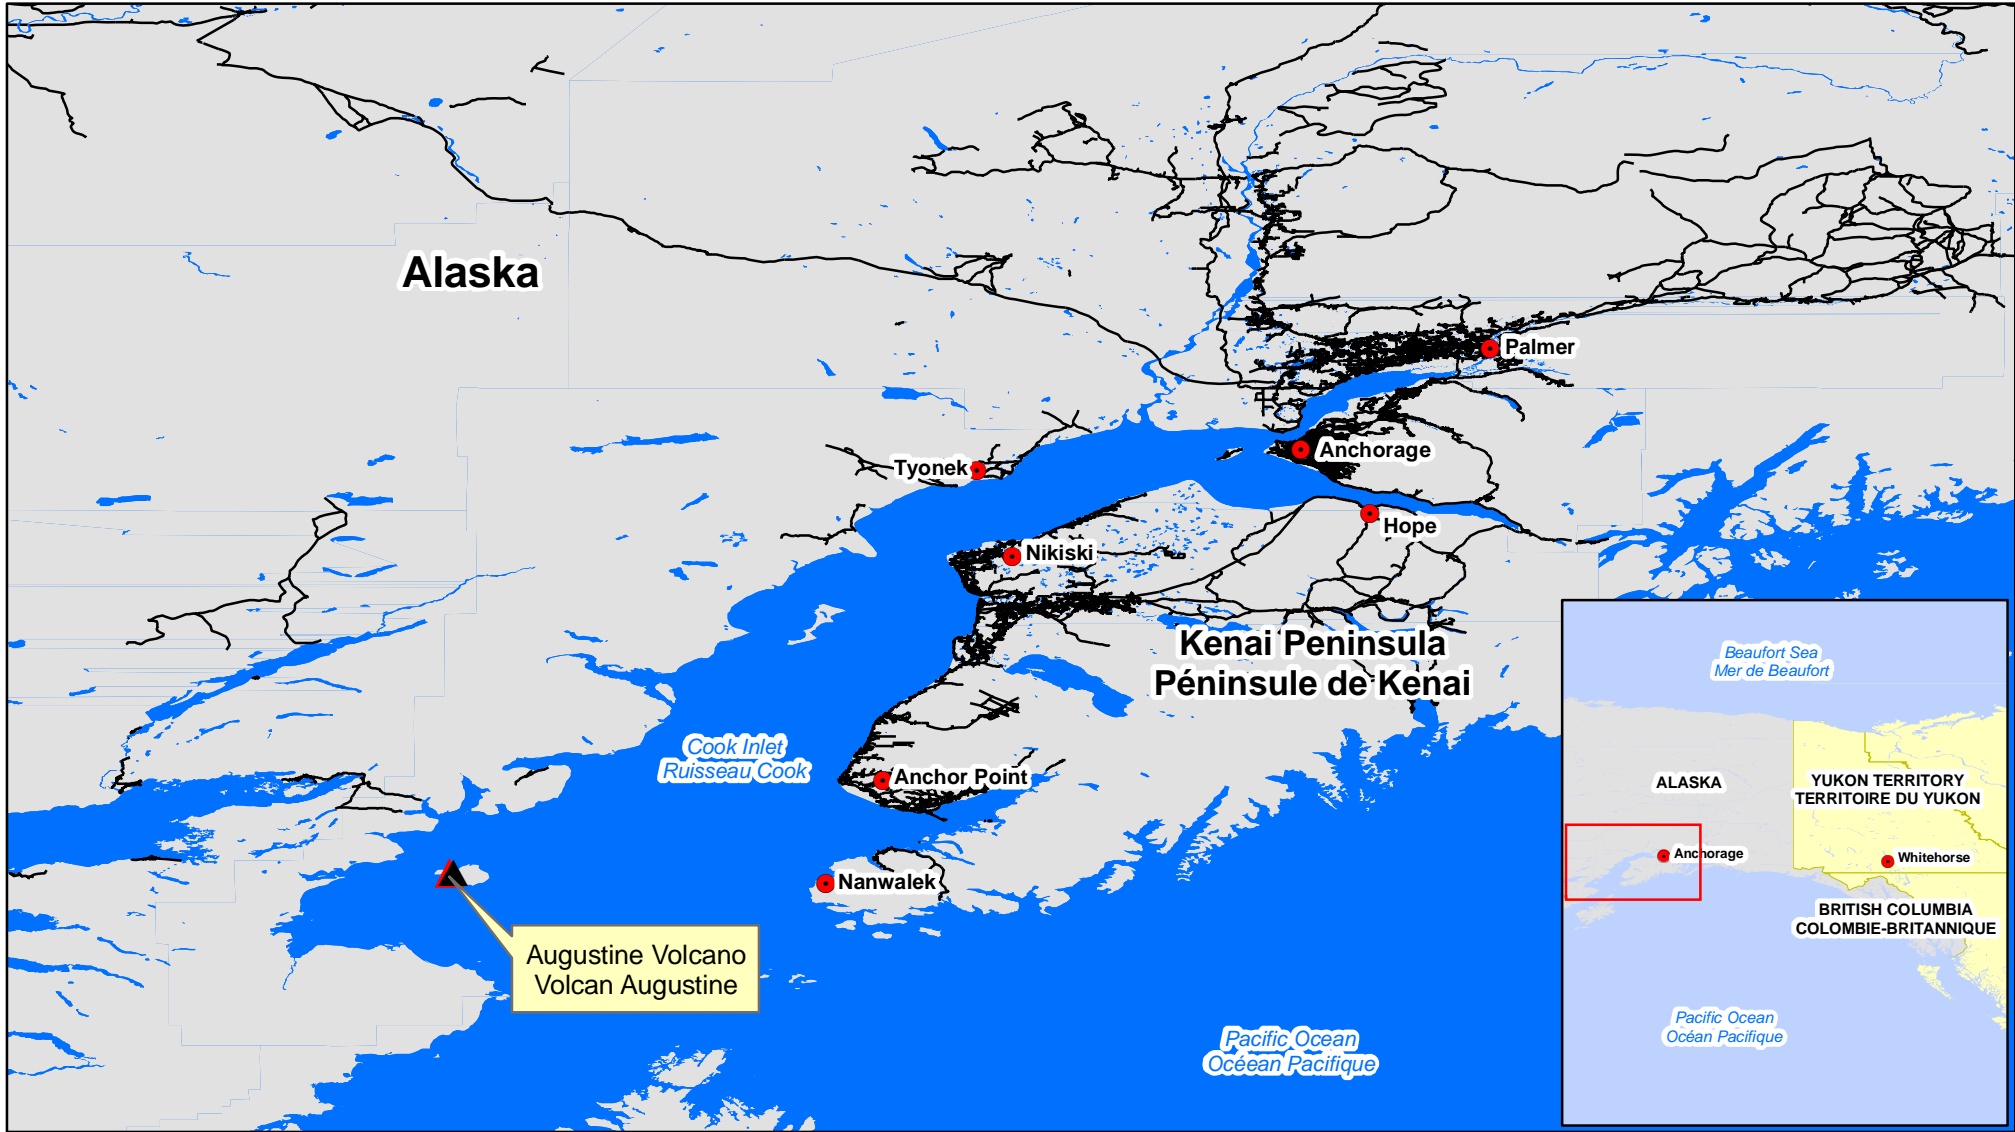 Alaska
Palmer
Anchorage
Tyonek
Hope
Nikiski
Kenai Peninsula
Péninsule de Kenai
Cook Inlet
Ruisseau Cook
Anchor Point
Nanwalek
Augustine Volcano
Volcan Augustine
Pacific Ocean
Océean Pacifique
Beaufort Sea
Mer de Beaufort
ALASKA
YUKON TERRITORY
TERRITOIRE DU YUKON
Anchorage
Whitehorse
BRITISH COLUMBIA
COLOMBIE-BRITANNIQUE
Pacific Ocean
Océan Pacifique